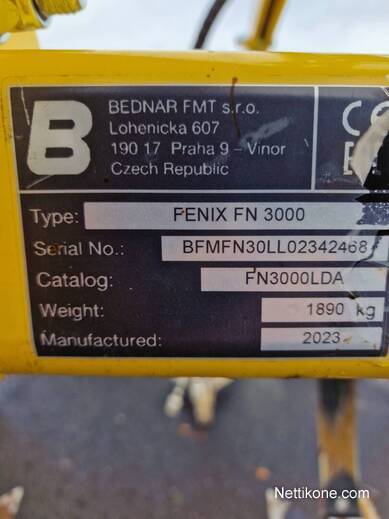 B
BEDNAR FMT s.r.o.
Lohenicka 607
190 17 Praha 9 – Vinor
Czech Republic
CE
Type: FENIX FN 3000
Serial No.: BFMFN30LL02342468
Catalog: FN3000LDA
Weight: 1890 kg
Manufactured: 2023
Nettikone.com